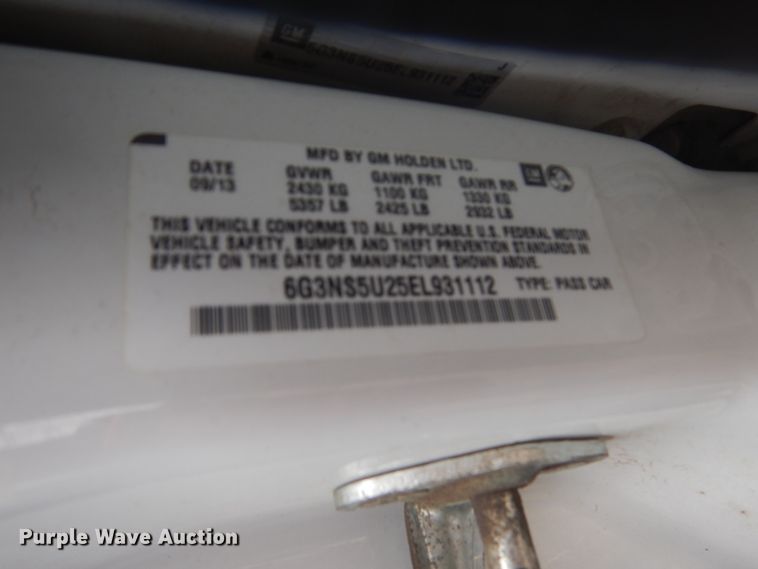 6G3NS5U25EL931112
MFD BY GM HOLDEN LTD.
DATE GVWR GAWR FRT GAWR RR GM
09/13 2430 KG 1100 KG 1330 KG
5357 LB 2425 LB 2932 LB
THIS VEHICLE CONFORMS TO ALL APPLICABLE U.S. FEDERAL MOTOR
VEHICLE SAFETY, BUMPER AND THEFT PREVENTION STANDARDS IN
EFFECT ON THE DATE OF MANUFACTURE SHOWN ABOVE.
6G3NS5U25EL931112 TYPE: PASS CAR
Purple Wave Auction